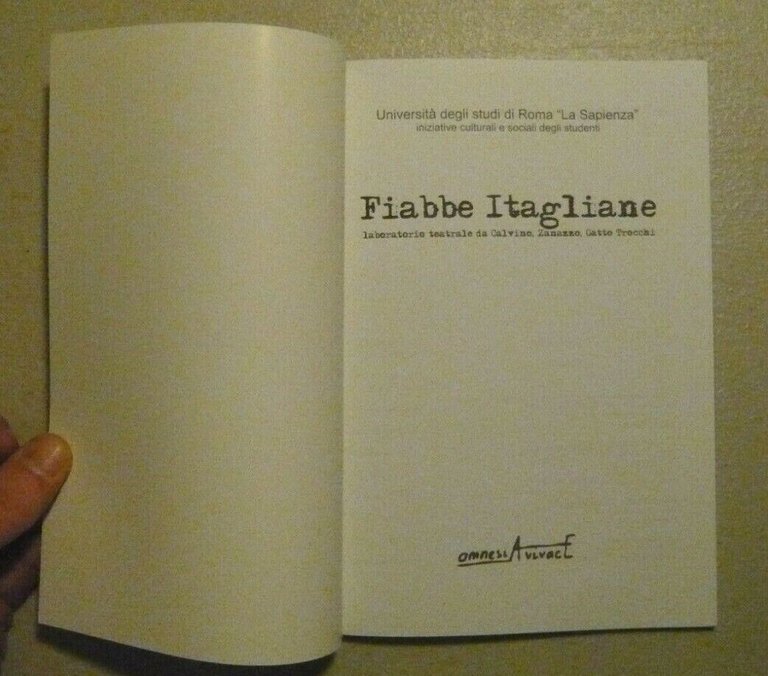 Università degli studi di Roma "La Sapienza"
iniziative culturali e sociali degli studenti
Fiabbe Itagliane
laboratorio teatrale da Calvino, Zanazzo, Gatto Trocchi
omnesiAvivacE